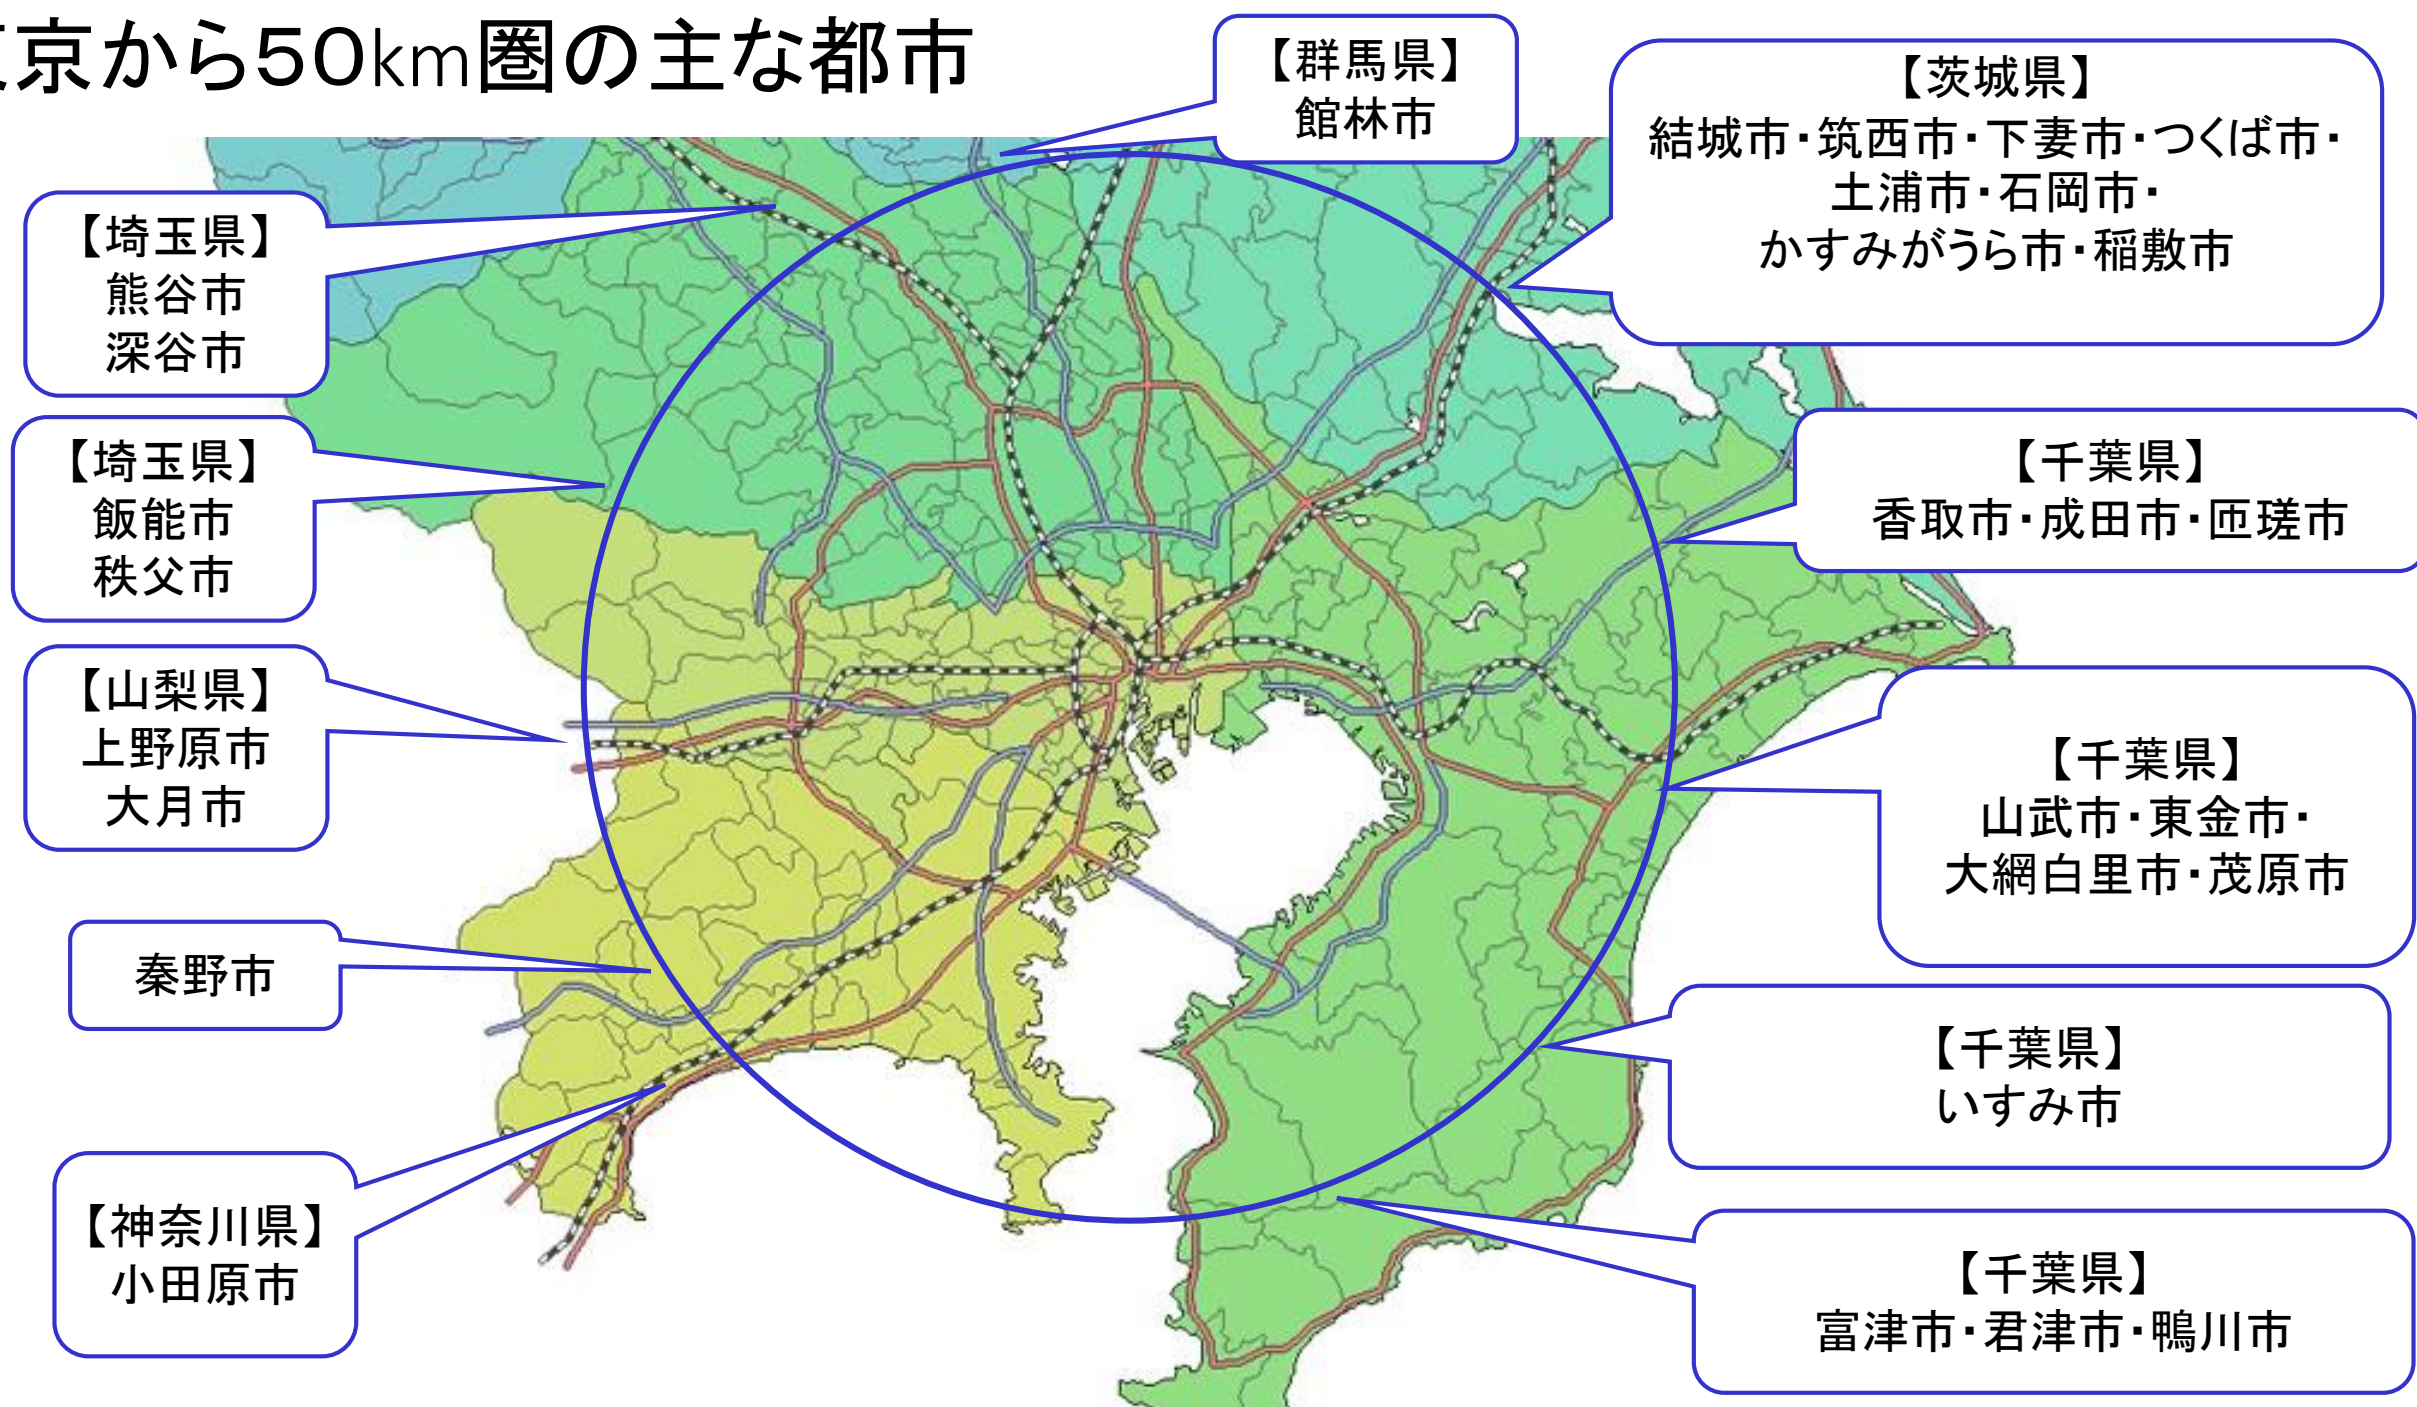 京から50km圏の主な都市
【群馬県】
館林市
【茨城県】
結城市・筑西市・下妻市・つくば市・
土浦市・石岡市・
かすみがうら市・稲敷市
【埼玉県】
熊谷市
深谷市
【埼玉県】
飯能市
秩父市
【千葉県】
香取市・成田市・匝瑳市
【山梨県】
上野原市
大月市
【千葉県】
山武市・東金市・
大網白里市・茂原市
秦野市
【千葉県】
いすみ市
【神奈川県】
小田原市
【千葉県】
富津市・君津市・鴨川市